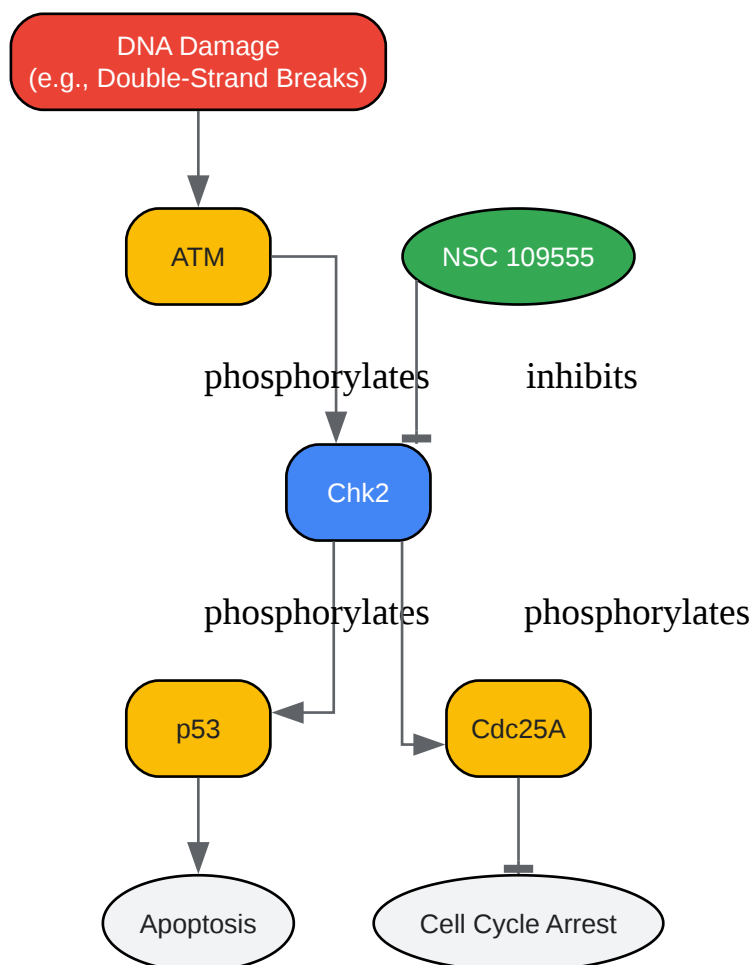 DNA Damage
(e.g., Double-Strand Breaks)
ATM
NSC 109555
phosphorylates
inhibits
Chk2
phosphorylates
phosphorylates
p53
Cdc25A
Apoptosis
Cell Cycle Arrest